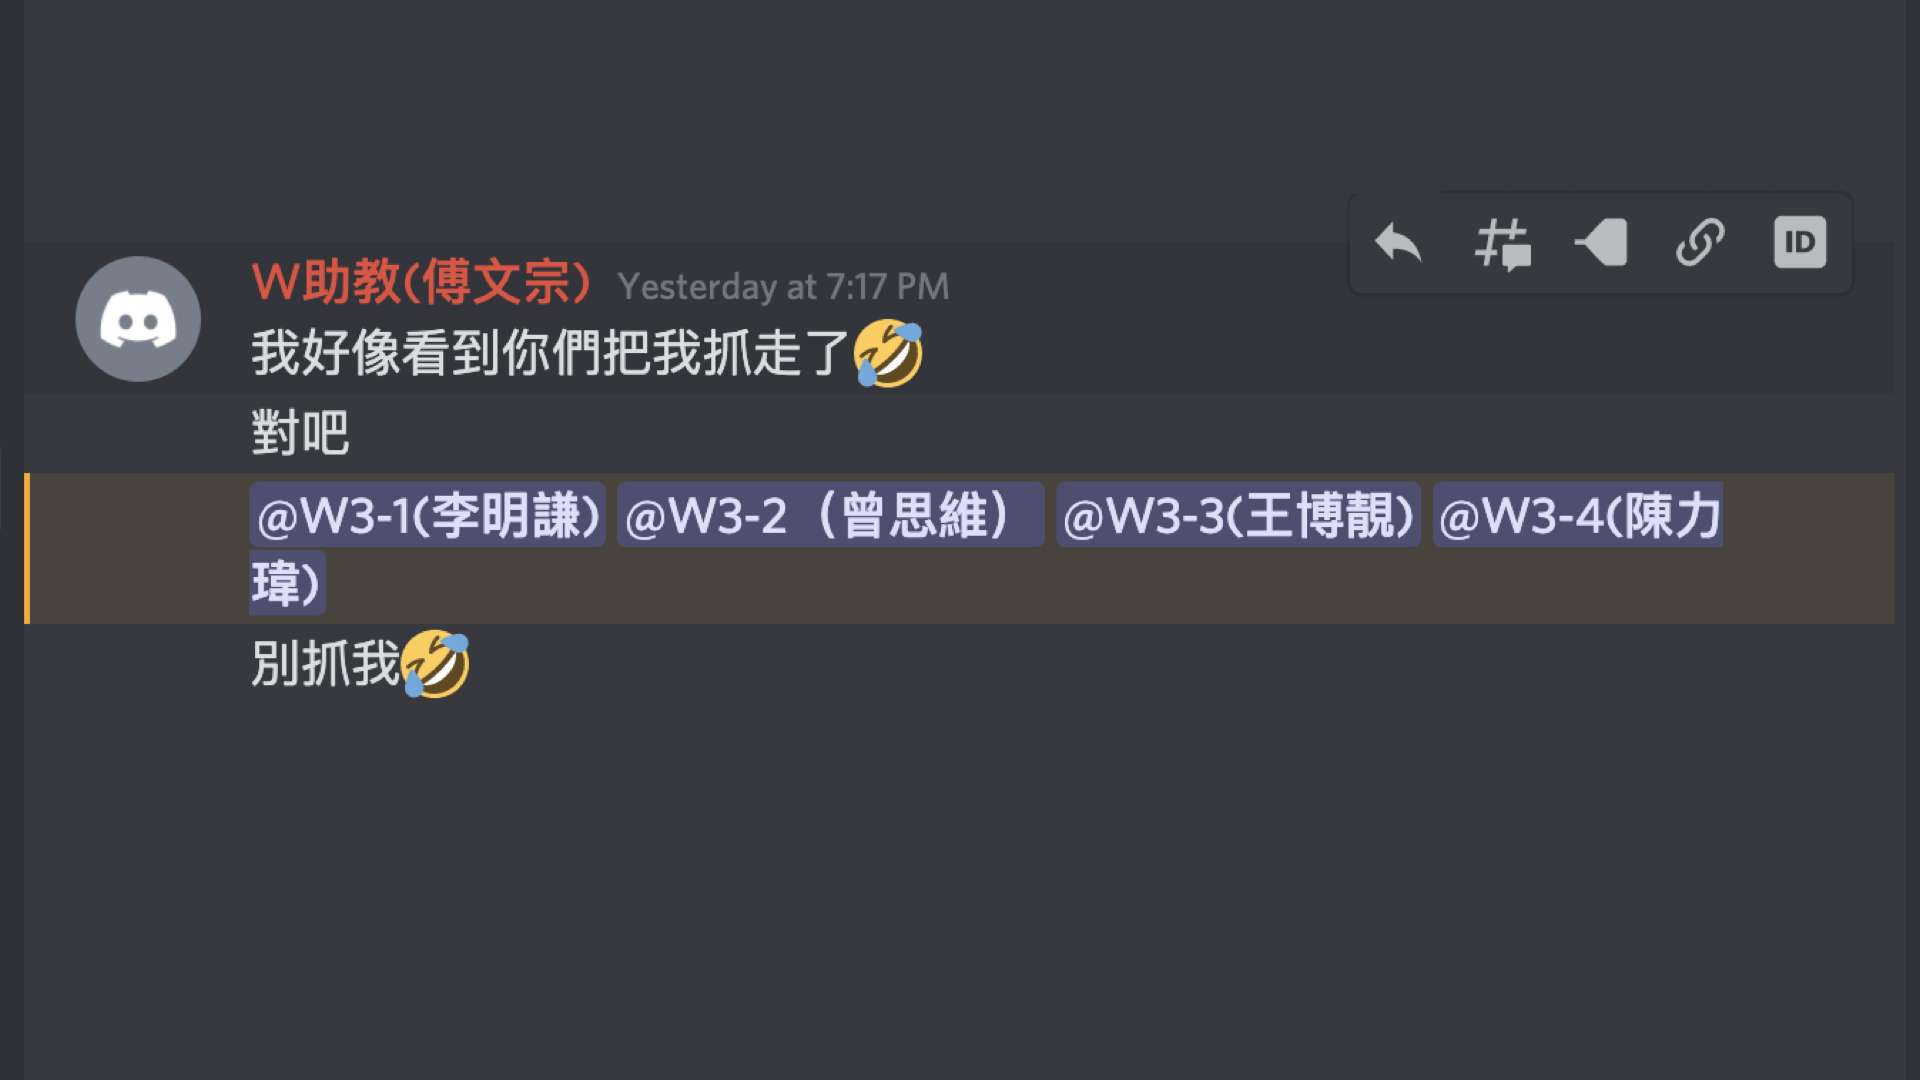 W助教(傅文宗) Yesterday at 7:17 PM
ID
我好像看到你們把我抓走了🤣
對吧
@W3-1(李明謙) @W3-2（曾思維） @W3-3(王博靚) @W3-4(陳力
瑋)
別抓我🤣